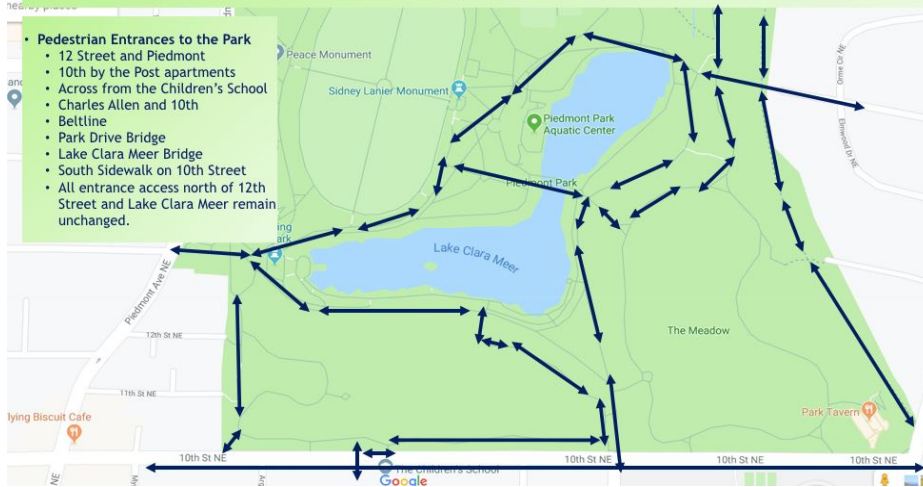 nearby places
• Pedestrian Entrances to the Park
• 12 Street and Piedmont
• 10th by the Post apartments
• Across from the Children’s School
• Charles Allen and 10th
• Beltline
• Park Drive Bridge
• Lake Clara Meer Bridge
• South Sidewalk on 10th Street
• All entrance access north of 12th
Street and Lake Clara Meer remain
unchanged.
Peace Monument
Sidney Lanier Monument
Piedmont Park
Aquatic Center
Orme Cir NE
Elmwood Dr NE
Piedmont Park
Lake Clara Meer
Piedmont Ave NE
12th St NE
The Meadow
11th St NE
Flying Biscuit Cafe
Park Tavern
10th St NE
10th St NE
10th St NE
10th St NE
The Children's School
Google